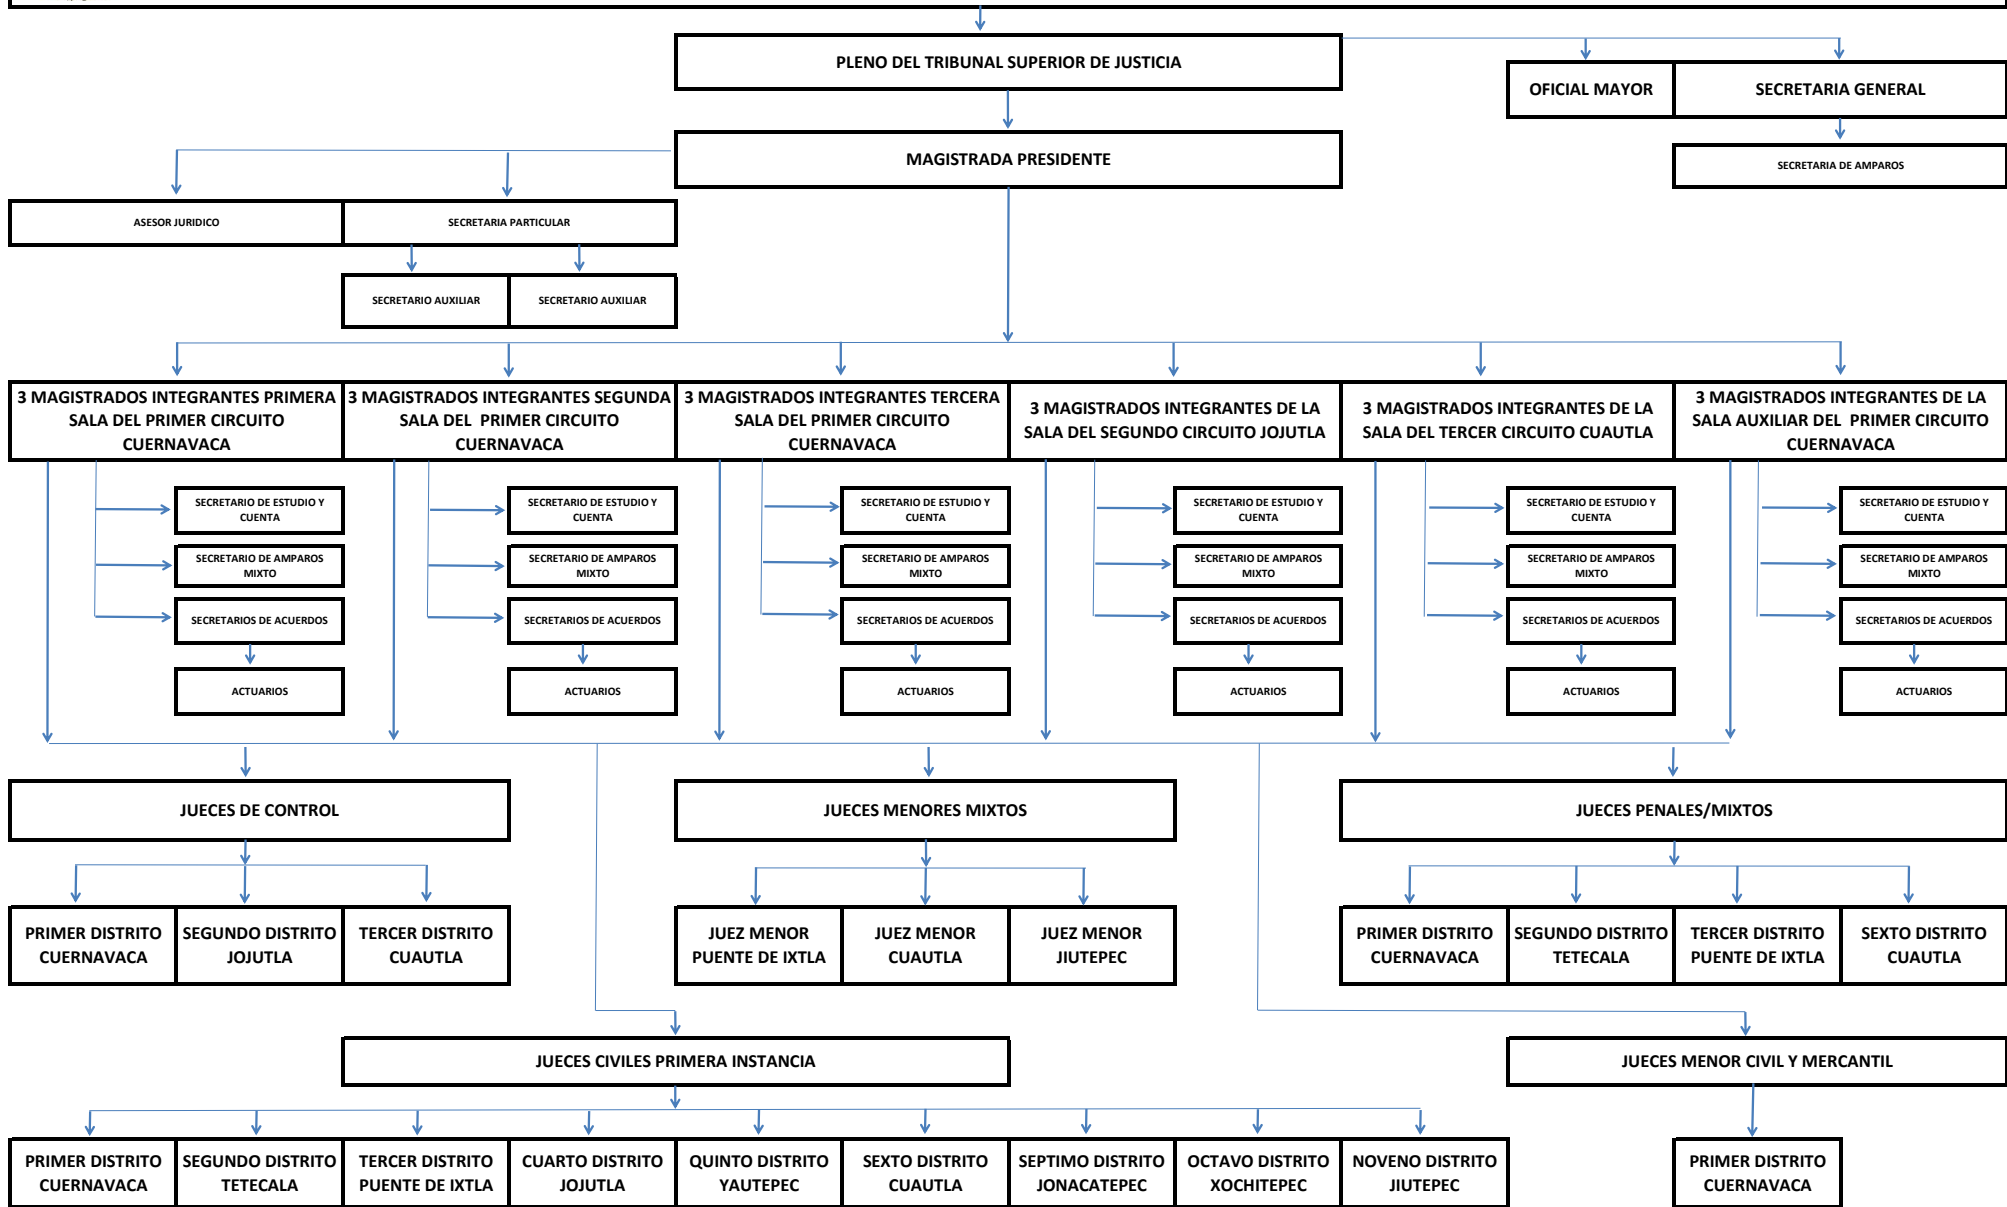 PLENO DEL TRIBUNAL SUPERIOR DE JUSTICIA
OFICIAL MAYOR
SECRETARIA GENERAL
MAGISTRADA PRESIDENTE
SECRETARIA DE AMPAROS
ASESOR JURIDICO
SECRETARIA PARTICULAR
SECRETARIO AUXILIAR
SECRETARIO AUXILIAR
3 MAGISTRADOS INTEGRANTES PRIMERA
SALA DEL PRIMER CIRCUITO
CUERNAVACA
3 MAGISTRADOS INTEGRANTES SEGUNDA
SALA DEL PRIMER CIRCUITO
CUERNAVACA
3 MAGISTRADOS INTEGRANTES TERCERA
SALA DEL PRIMER CIRCUITO
CUERNAVACA
3 MAGISTRADOS INTEGRANTES DE LA
SALA DEL SEGUNDO CIRCUITO JOJUTLA
3 MAGISTRADOS INTEGRANTES DE LA
SALA DEL TERCER CIRCUITO CUAUTLA
3 MAGISTRADOS INTEGRANTES DE LA
SALA AUXILIAR DEL PRIMER CIRCUITO
CUERNAVACA
SECRETARIO DE ESTUDIO Y
CUENTA
SECRETARIO DE ESTUDIO Y
CUENTA
SECRETARIO DE ESTUDIO Y
CUENTA
SECRETARIO DE ESTUDIO Y
CUENTA
SECRETARIO DE ESTUDIO Y
CUENTA
SECRETARIO DE ESTUDIO Y
CUENTA
SECRETARIO DE AMPAROS
MIXTO
SECRETARIO DE AMPAROS
MIXTO
SECRETARIO DE AMPAROS
MIXTO
SECRETARIO DE AMPAROS
MIXTO
SECRETARIO DE AMPAROS
MIXTO
SECRETARIO DE AMPAROS
MIXTO
SECRETARIOS DE ACUERDOS
SECRETARIOS DE ACUERDOS
SECRETARIOS DE ACUERDOS
SECRETARIOS DE ACUERDOS
SECRETARIOS DE ACUERDOS
SECRETARIOS DE ACUERDOS
ACTUARIOS
ACTUARIOS
ACTUARIOS
ACTUARIOS
ACTUARIOS
ACTUARIOS
JUECES DE CONTROL
JUECES MENORES MIXTOS
JUECES PENALES/MIXTOS
PRIMER DISTRITO
CUERNAVACA
SEGUNDO DISTRITO
JOJUTLA
TERCER DISTRITO
CUAUTLA
JUEZ MENOR
PUENTE DE IXTLA
JUEZ MENOR
CUAUTLA
JUEZ MENOR
JIUTEPEC
PRIMER DISTRITO
CUERNAVACA
SEGUNDO DISTRITO
TETECALA
TERCER DISTRITO
PUENTE DE IXTLA
SEXTO DISTRITO
CUAUTLA
JUECES CIVILES PRIMERA INSTANCIA
JUECES MENOR CIVIL Y MERCANTIL
PRIMER DISTRITO
CUERNAVACA
SEGUNDO DISTRITO
TETECALA
TERCER DISTRITO
PUENTE DE IXTLA
CUARTO DISTRITO
JOJUTLA
QUINTO DISTRITO
YAUTEPEC
SEXTO DISTRITO
CUAUTLA
SEPTIMO DISTRITO
JONACATEPEC
OCTAVO DISTRITO
XOCHITEPEC
NOVENO DISTRITO
JIUTEPEC
PRIMER DISTRITO
CUERNAVACA